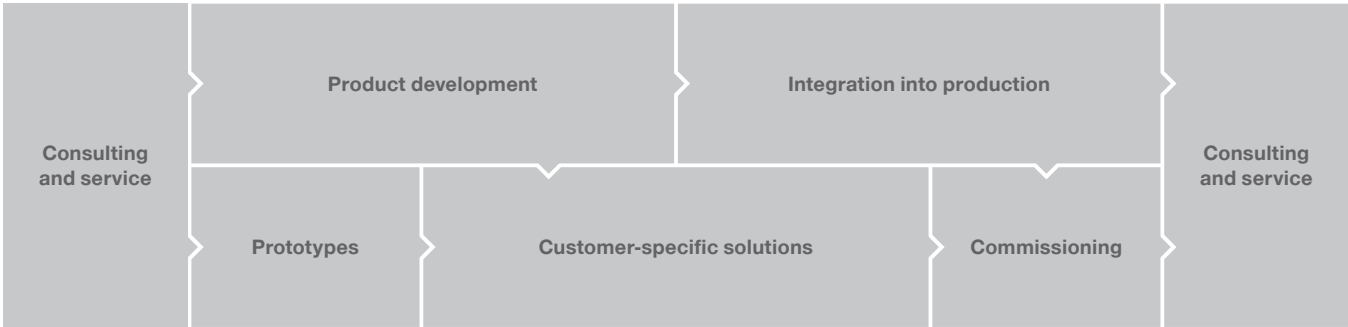 Consulting
and service
Product development
Integration into production
Prototypes
Customer-specific solutions
Commissioning
Consulting
and service